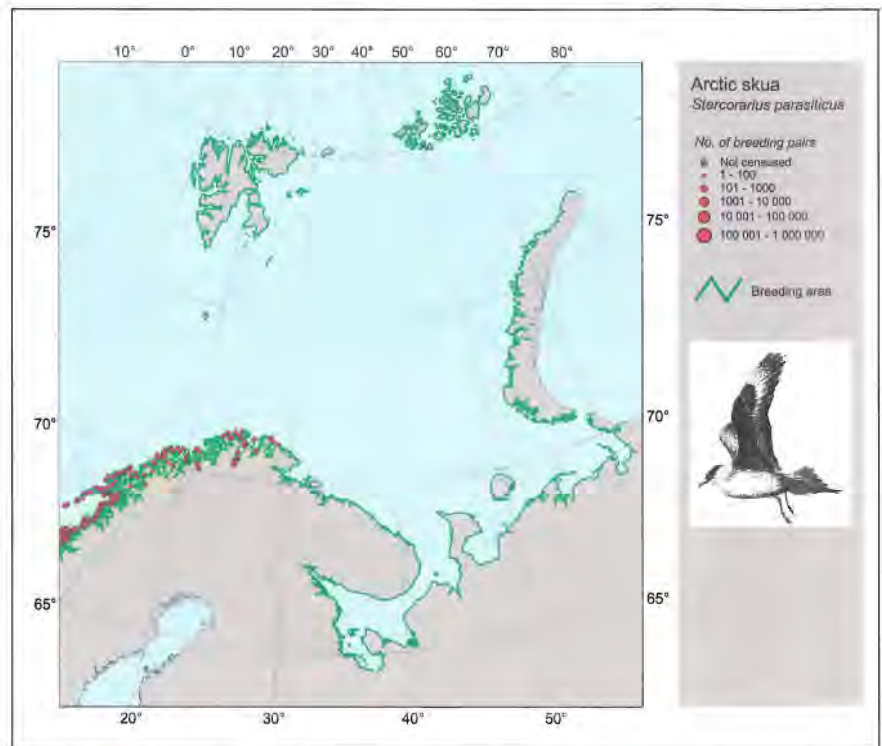 10° 0° 10° 20° 30° 40° 50° 60° 70° 80°
75°
70°
65°
75°
70°
65°
20° 30° 40° 50°
Arctic skua
Stercorarius parasiticus
No. of breeding pairs
Not censused
1 - 100
101 - 1000
1001 - 10 000
10 001 - 100 000
100 001 - 1 000 000
Breeding area